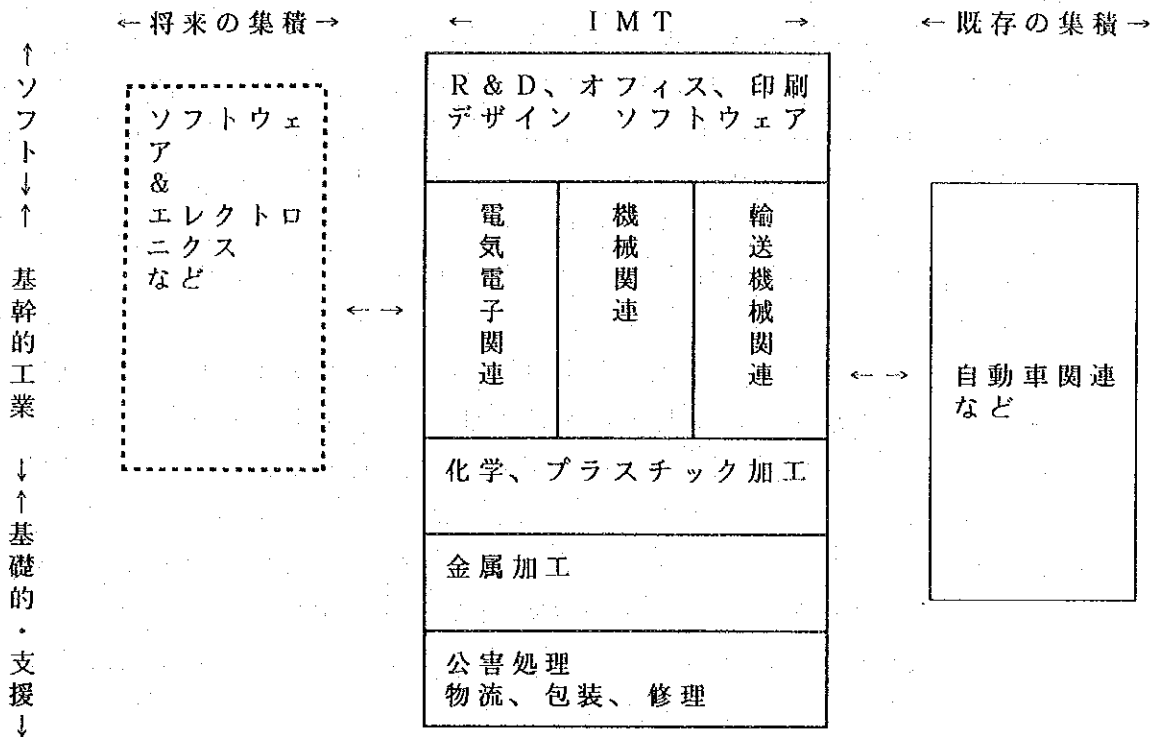 ←将来の集積→
← IMT →
←既存の集積→
↑ソフト↓
↑基幹的工業↓
↑基礎的・支援↓
ソフトウェ
ア
&
エレクトロ
ニクス
など
←→
R&D、オフィス、印刷
デザイン ソフトウェア
電気電子関連
機械関連
輸送機械関連
化学、プラスチック加工
金属加工
公害処理
物流、包装、修理
←→
自動車関連
など